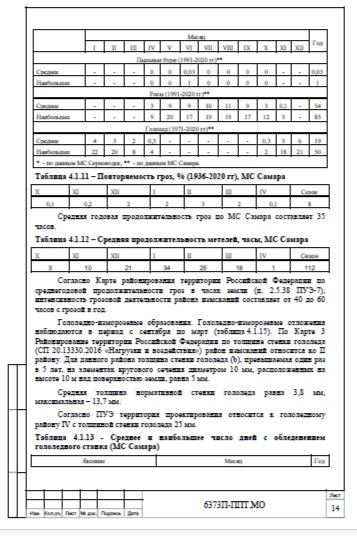 Месяц Год
I II III IV V VI VII VIII IX X XI XII
Пыльные бури (1991-2020 гг)**
Среднее - - - 0 0 0,03 0 0 0 0 - - 0,03
Наибольшее - - - 0 0 1 0 0 0 0 - - 1
Росы (1991-2020 гг)**
Среднее - - - 3 9 9 10 11 9 3 0,1 - 54
Наибольшее - - - 9 20 17 19 19 17 12 3 - 83
Гололед (1971-2020 гг)**
Среднее 4 3 2 0,3 - - - - - 0,3 3 6 19
Наибольшее 22 20 8 4 - - - - - 2 18 21 50
* - по данным МС Серноводск; ** - по данным МС Самара.
Таблица 4.1.11 – Повторяемость гроз, % (1936-2020 гг), МС Самара
X XI XII I II III IV Сезон
0,1 0,2 2 2 3 2 0,1 8
Средняя годовая продолжительность гроз по МС Самара составляет 35
часов.
Таблица 4.1.12 – Средняя продолжительность метелей, часы, МС Самара
X XI XII I II III IV Сезон
3 10 21 34 25 18 1 112
Согласно Карте районирования территории Российской Федерации по
среднегодовой продолжительности гроз в часах земли (п. 2.5.38 ПУЭ-7),
интенсивность грозовой деятельности района изысканий составляет от 40 до 60
часов с грозой в год.
Гололедно-изморозевые образования. Гололедно-изморозевые отложения
наблюдаются в период с сентября по март (таблица 4.1.15). По Карте 3
Районирование территории Российской Федерации по толщине стенки гололеда
(СП 20.13330.2016 «Нагрузки и воздействия») район изысканий относится ко II
району. Для данного района толщина стенки гололеда (b), превышаемая один раз
в 5 лет, на элементах кругового сечения диаметром 10 мм, расположенных на
высоте 10 м над поверхностью земли, равна 5 мм.
Средняя толщина нормативной стенки гололеда равна 3,8 мм,
максимальная – 13,7 мм.
Согласно ПУЭ территория проектирования относится к гололедному
району IV с толщиной стенки гололеда 25 мм.
Таблица 4.1.13 - Среднее и наибольшее число дней с обледенением
гололедного станка (МС Самара)
Явление Месяц Год
6373П-ППТ.МО
Лист
14
Изм. Кол.уч. Лист № док. Подпись Дата